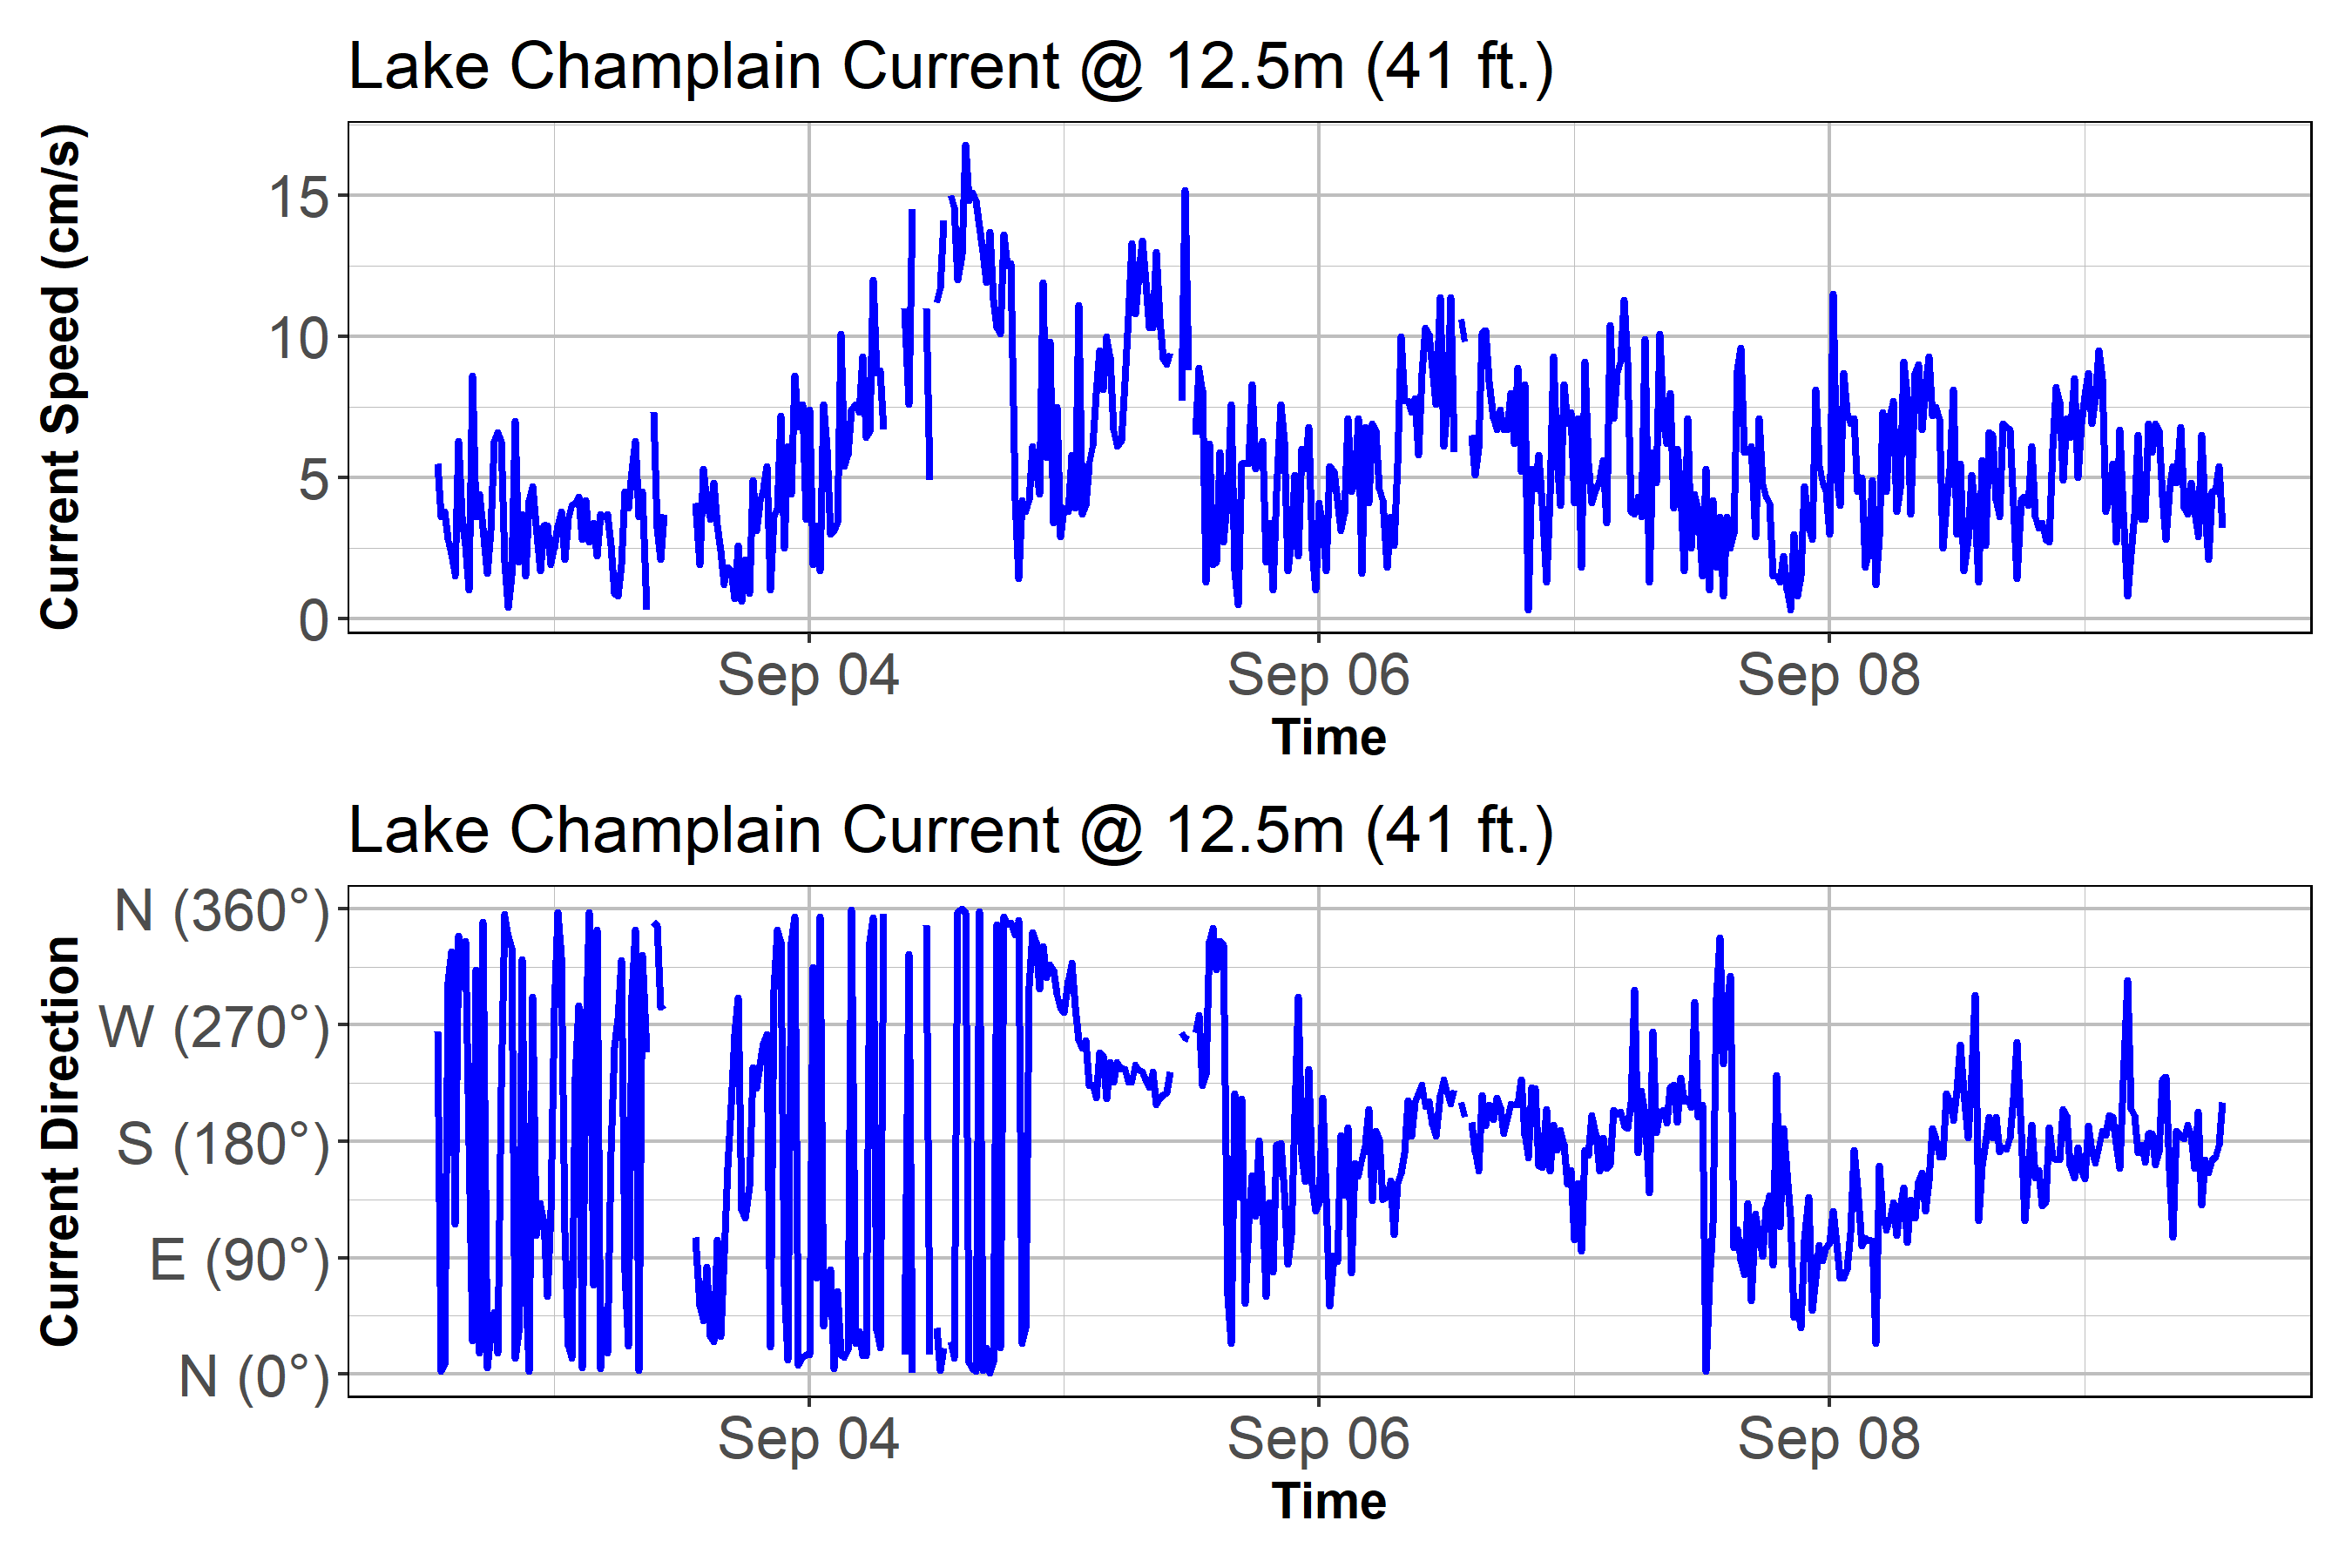 Lake Champlain Current @ 12.5m (41 ft.)
Current Speed (cm/s)
15
10
5
0
Sep 04 Sep 06 Sep 08
Time
Lake Champlain Current @ 12.5m (41 ft.)
Current Direction
N (360°)
W (270°)
S (180°)
E (90°)
N (0°)
Sep 04 Sep 06 Sep 08
Time